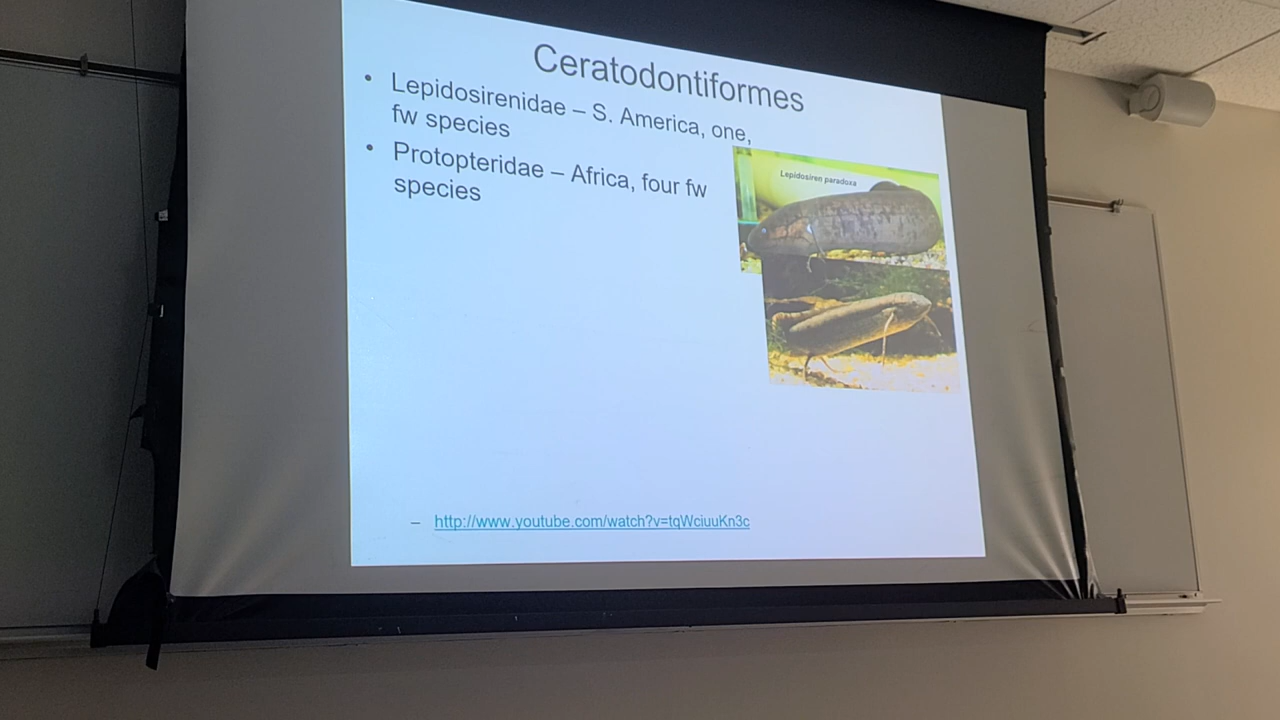 Ceratodontiformes
• Lepidosirenidae – S. America, one,
fw species
• Protopteridae – Africa, four fw
species
Lepidosiren paradoxa
– http://www.youtube.com/watch?v=tqWciuuKn3c